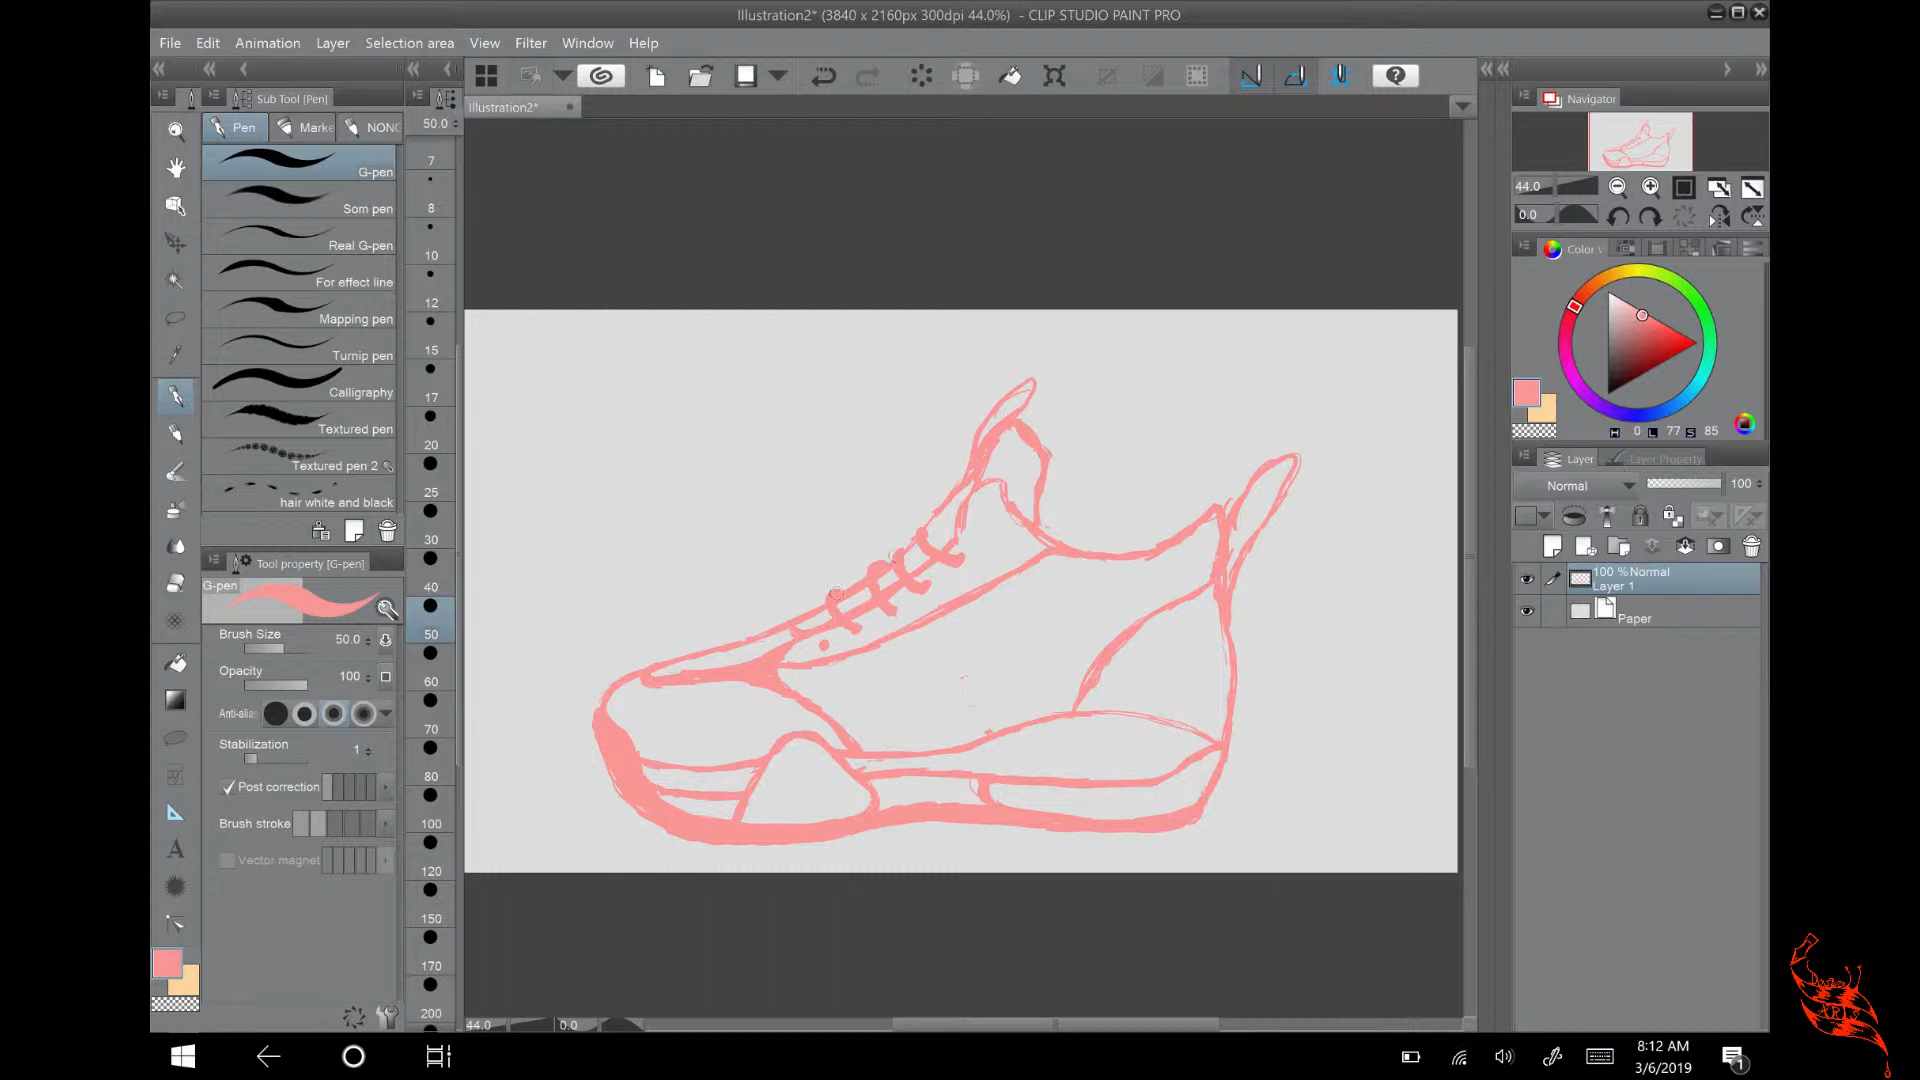 Illustration2* (3840 x 2160px 300dpi 44.0%)  - CLIP STUDIO PAINT PRO
File Edit Animation Layer Selection area View Filter Window Help
Sub Tool [Pen]
Illustration2*
Navigator
Pen Marke NONC
50.0
G-pen
Som pen
Real G-pen
For effect line
Mapping pen
Turnip pen
Calligraphy
Textured pen
Textured pen 2
hair white and black
7
8
10
12
15
17
20
25
30
40
50
60
70
80
100
120
150
170
200
Tool property [G-pen]
G-pen
Brush Size 50.0
Opacity 100
Anti-alias
Stabilization 1
Post correction
Brush stroke
Vector magnet
44.0 0.0
44.0
0.0
Color
H 0 L 77 S 85
Layer Layer Property
Normal 100
100 % Normal
Layer 1
Paper
8:12 AM
3/6/2019
1
ARTS